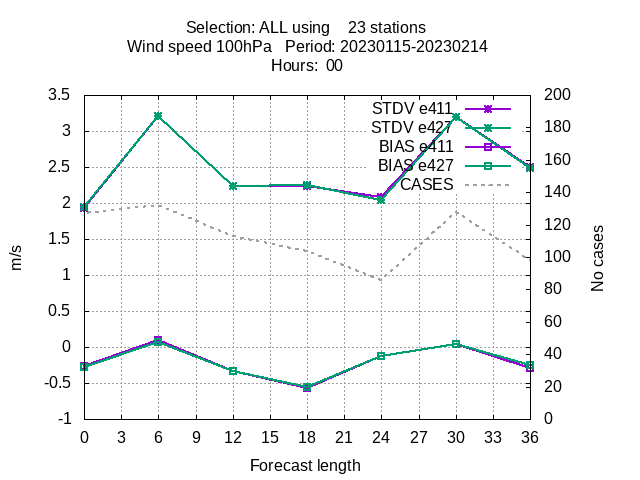 Selection: ALL using 23 stations
Wind speed 100hPa Period: 20230115-20230214
Hours: 00
3.5
3
2.5
2
1.5
1
0.5
0
-0.5
-1
m/s
STDV e411
STDV e427
BIAS e411
BIAS e427
CASES
200
180
160
140
120
100
80
60
40
20
0
No cases
0 3 6 9 12 15 18 21 24 27 30 33 36
Forecast length